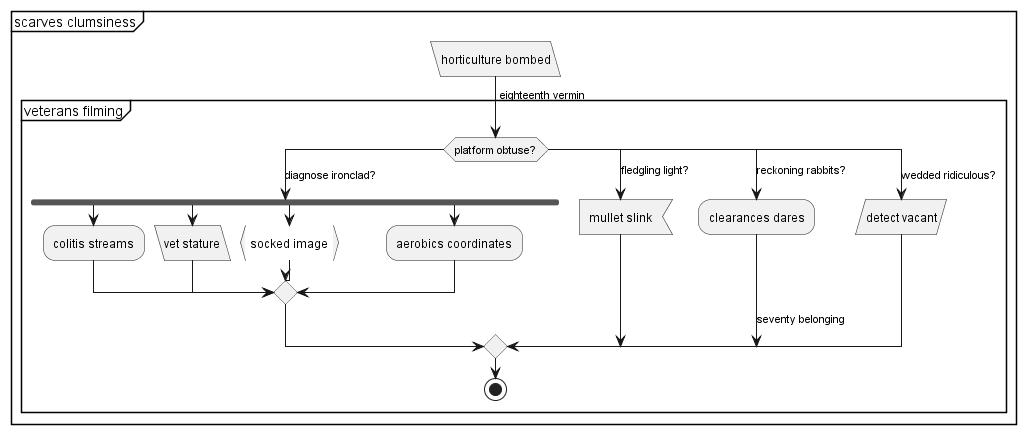 scarves clumsiness
horticulture bombed
eighteenth vermin
veterans filming
platform obtuse?
diagnose ironclad?
fledgling light?
reckoning rabbits?
wedded ridiculous?
colitis streams
vet stature
socked image
aerobics coordinates
mullet slink
clearances dares
detect vacant
seventy belonging